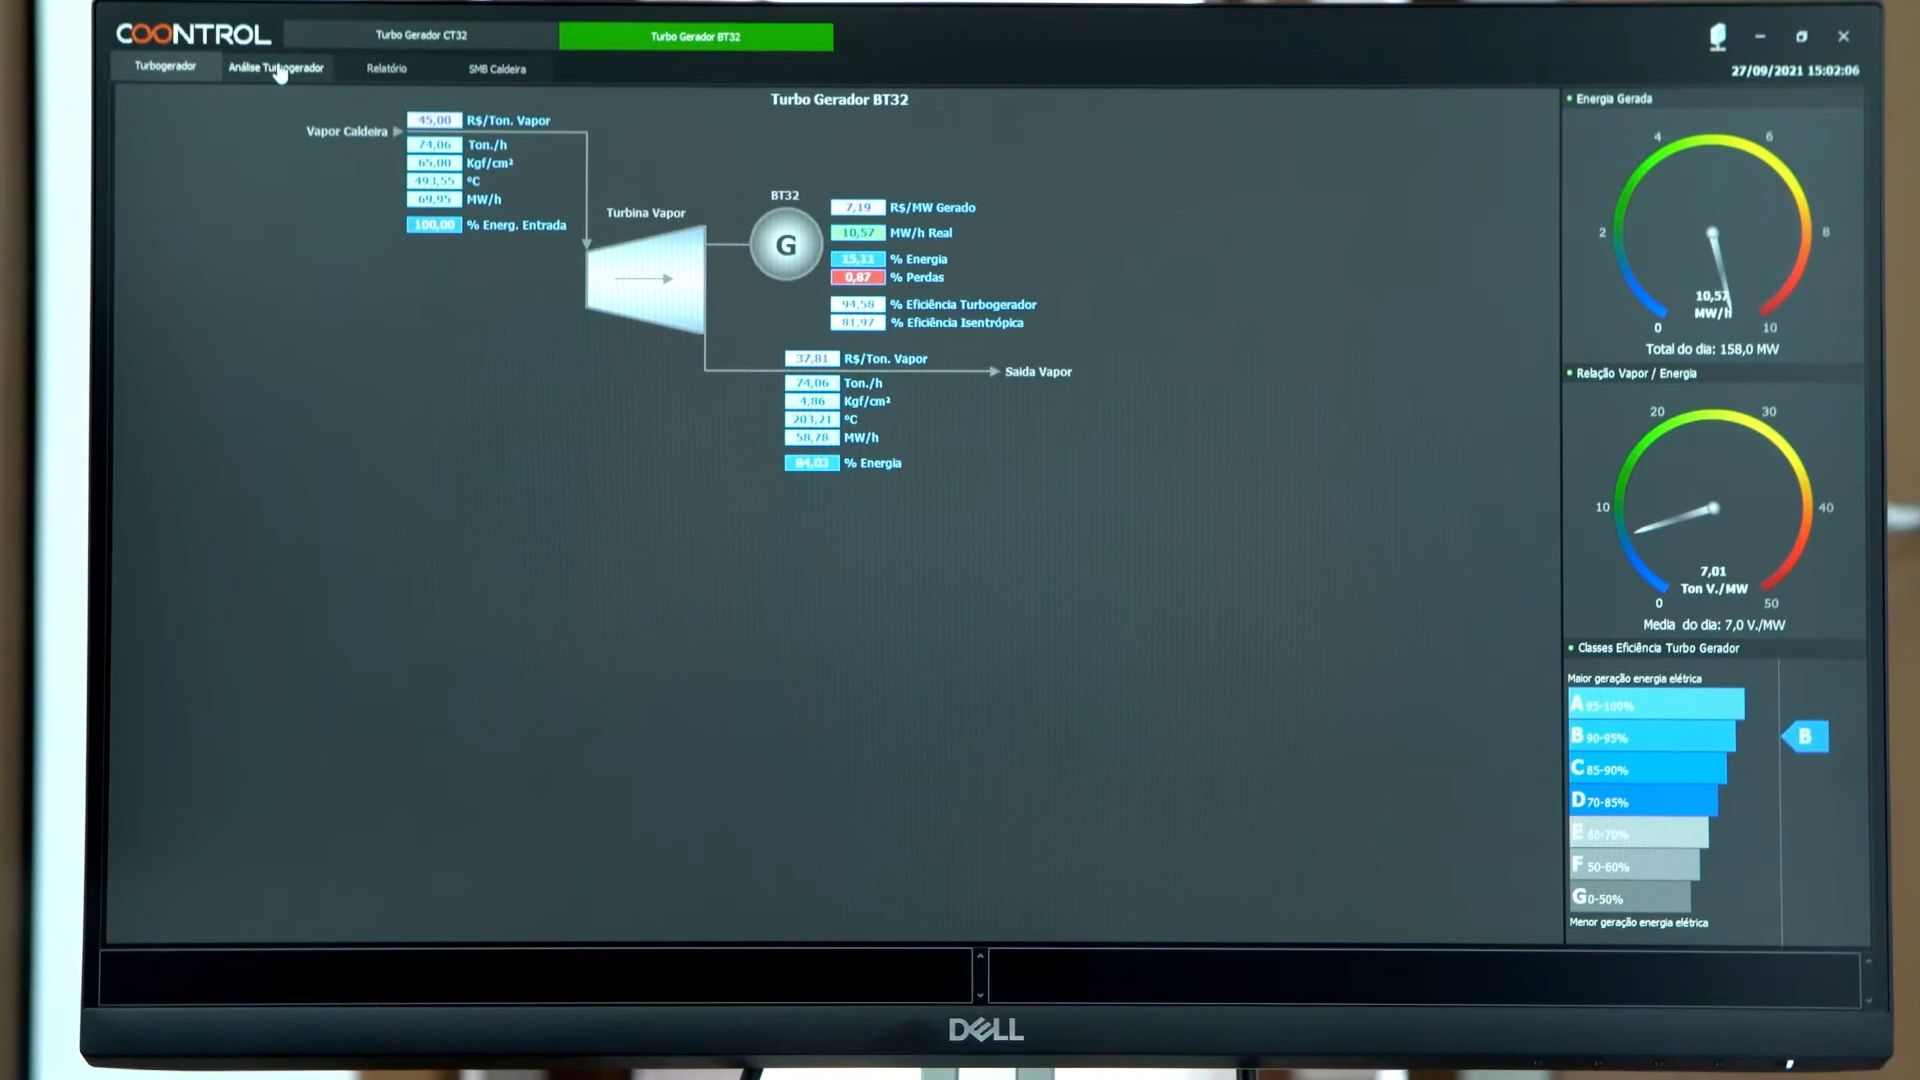 COONTROL
Turbo Gerador CT32
Turbo Gerador BT32
Turbogerador
Análise Turbogerador
Relatório
SMB Caldeira
27/09/2021 15:02:06
Turbo Gerador BT32
Vapor Caldeira
45,00 R$/Ton. Vapor
74,06 Ton./h
65,00 Kgf/cm²
493,55 ºC
69,95 MW/h
100,00 % Energ. Entrada
Turbina Vapor
BT32
G
7,19 R$/MW Gerado
10,57 MW/h Real
15,11 % Energia
0,87 % Perdas
94,58 % Eficiência Turbogerador
81,97 % Eficiência Isentrópica
37,81 R$/Ton. Vapor
Saida Vapor
74,06 Ton./h
4,86 Kgf/cm²
203,21 ºC
58,78 MW/h
84,03 % Energia
Energia Gerada
4 6
2 8
10,57
MW/h
0 10
Total do dia: 158,0 MW
Relação Vapor / Energia
20 30
10 40
7,01
Ton V./MW
0 50
Media do dia: 7,0 V./MW
Classes Eficiência Turbo Gerador
Maior geração energia elétrica
A 95-100%
B 90-95%
B
C 85-90%
D 70-85%
E 60-70%
F 50-60%
G 0-50%
Menor geração energia elétrica
DELL